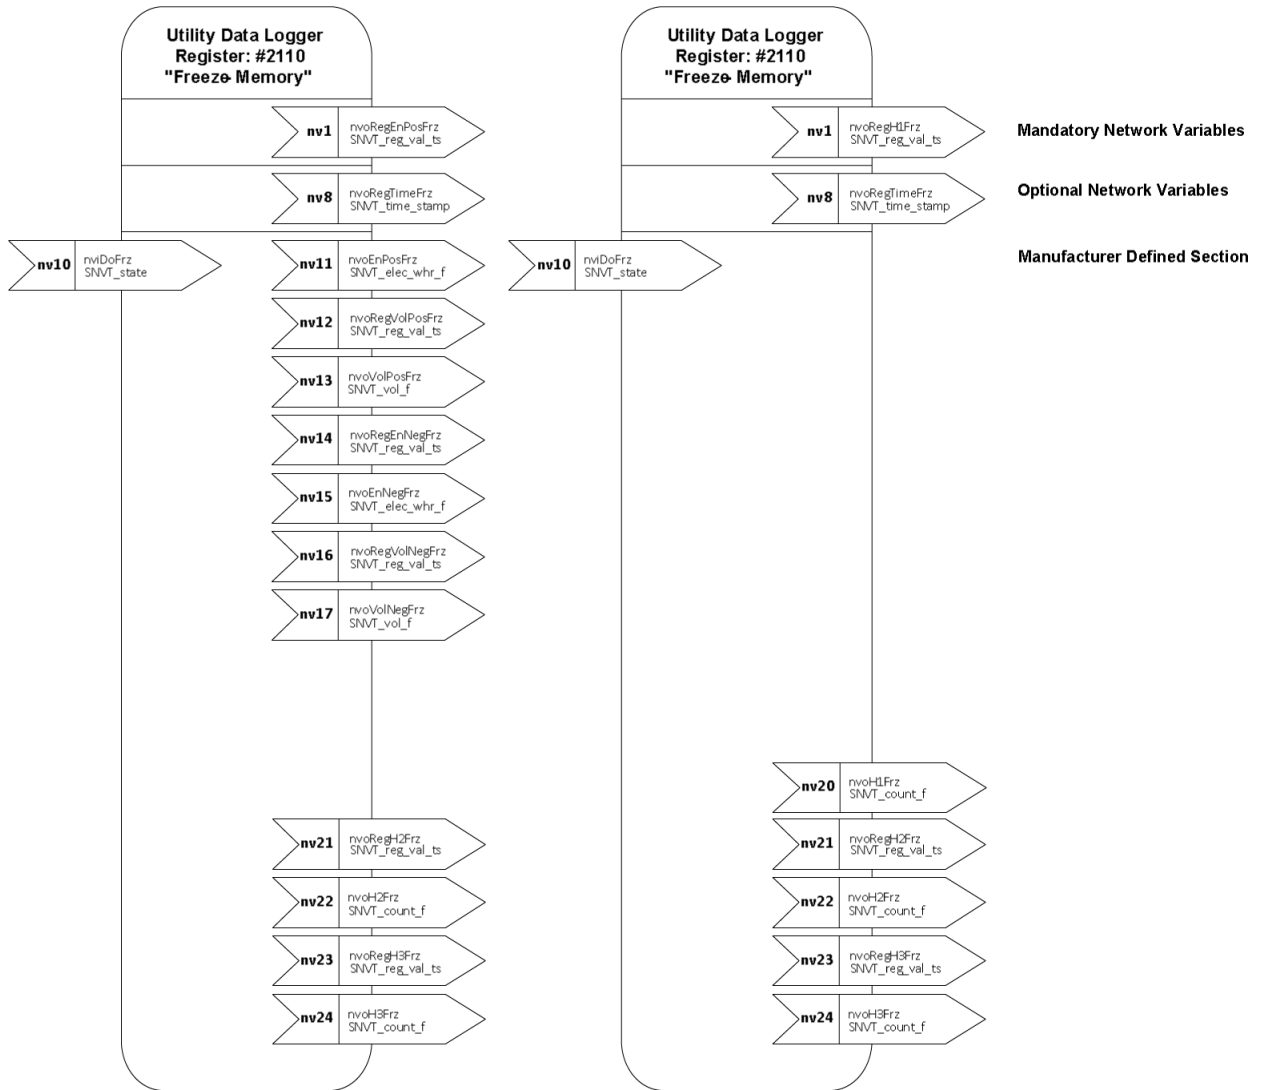 Utility Data Logger
Register: #2110
"Freeze- Memory"
nv1
nvoRegEnPosFrz
SNVT_reg_val_ts
nv8
nvoRegTimeFrz
SNVT_time_stamp
nv10
nviDoFrz
SNVT_state
nv11
nvoEnPosFrz
SNVT_elec_whr_f
nv12
nvoRegVolPosFrz
SNVT_reg_val_ts
nv13
nvoVolPosFrz
SNVT_vol_f
nv14
nvoRegEnNegFrz
SNVT_reg_val_ts
nv15
nvoEnNegFrz
SNVT_elec_whr_f
nv16
nvoRegVolNegFrz
SNVT_reg_val_ts
nv17
nvoVolNegFrz
SNVT_vol_f
nv21
nvoRegH2Frz
SNVT_reg_val_ts
nv22
nvoH2Frz
SNVT_count_f
nv23
nvoRegH3Frz
SNVT_reg_val_ts
nv24
nvoH3Frz
SNVT_count_f
Utility Data Logger
Register: #2110
"Freeze- Memory"
nv1
nvoRegH1Frz
SNVT_reg_val_ts
nv8
nvoRegTimeFrz
SNVT_time_stamp
nv10
nviDoFrz
SNVT_state
nv20
nvoH1Frz
SNVT_count_f
nv21
nvoRegH2Frz
SNVT_reg_val_ts
nv22
nvoH2Frz
SNVT_count_f
nv23
nvoRegH3Frz
SNVT_reg_val_ts
nv24
nvoH3Frz
SNVT_count_f
Mandatory Network Variables
Optional Network Variables
Manufacturer Defined Section